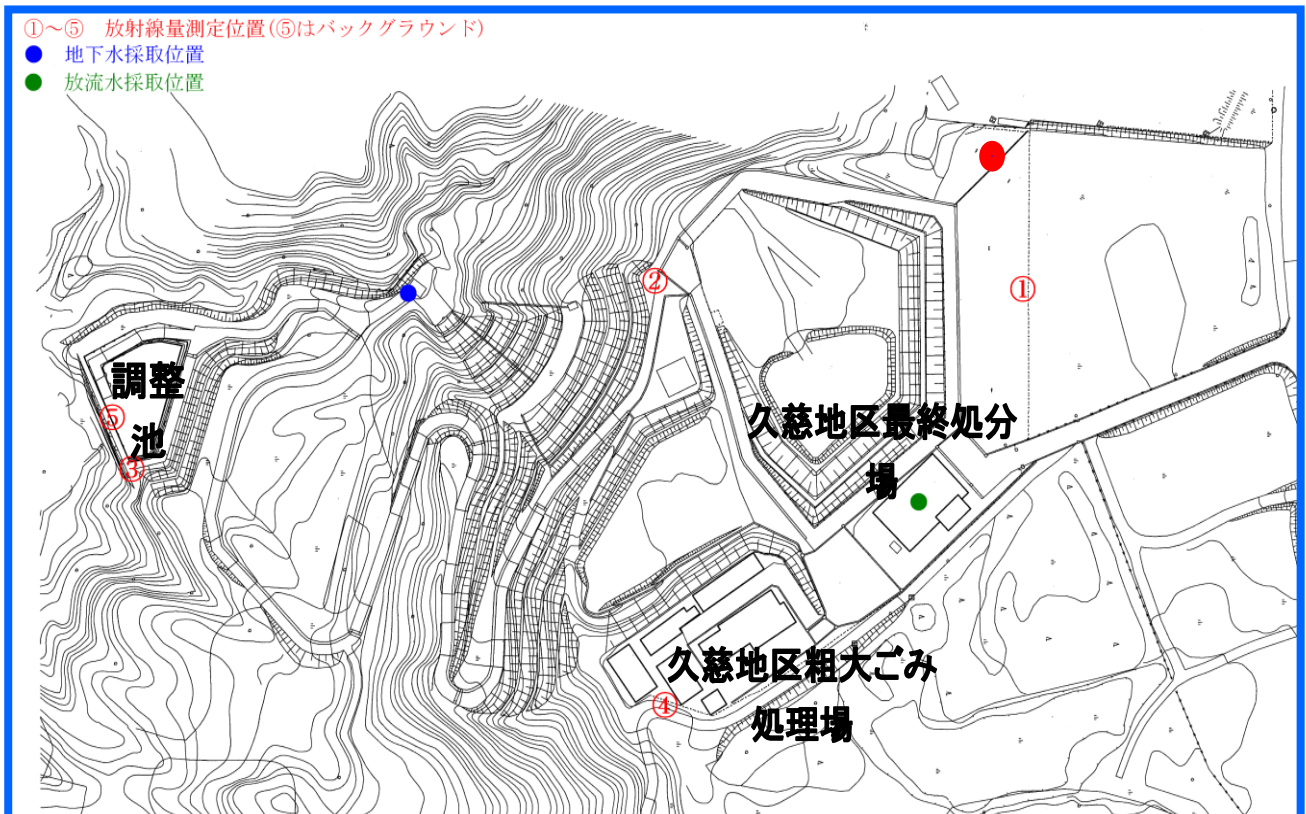 ①～⑤ 放射線量測定位置(⑤はバックグラウンド)
地下水採取位置
放流水採取位置
②
①
調整
池
⑤
③
久慈地区最終処分
場
久慈地区粗大ごみ
処理場
④